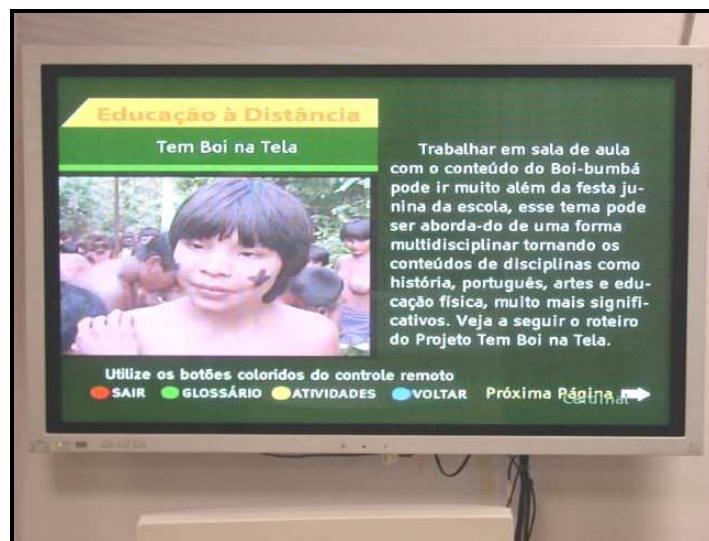 Educação à Distância
Tem Boi na Tela
Trabalhar em sala de aula
com o conteúdo do Boi-bumbá
pode ir muito além da festa ju-
nina da escola, esse tema pode
ser aborda-do de uma forma
multidisciplinar tornando os
conteúdos de disciplinas como
história, português, artes e edu-
cação física, muito mais signifi-
cativos. Veja a seguir o roteiro
do Projeto Tem Boi na Tela.
Utilize os botões coloridos do controle remoto
SAIR GLOSSÁRIO ATIVIDADES VOLTAR Próxima Página